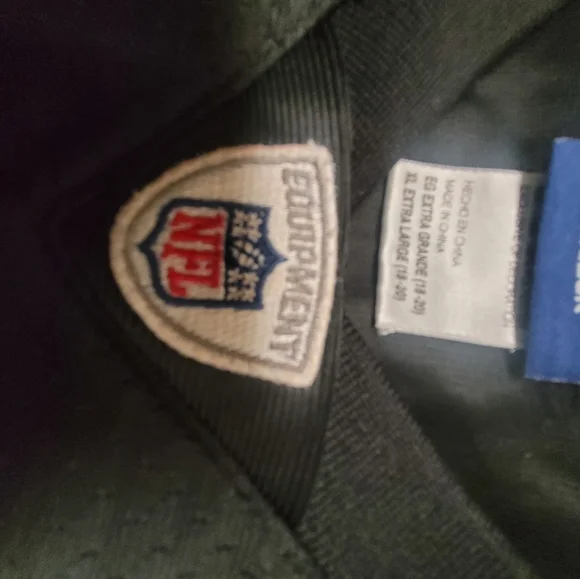 EQUIPMENT
NFL
HECHO EN CHINA
MADE IN CHINA
EG EXTRA GRANDE (18-20)
XL EXTRA LARGE (18-20)